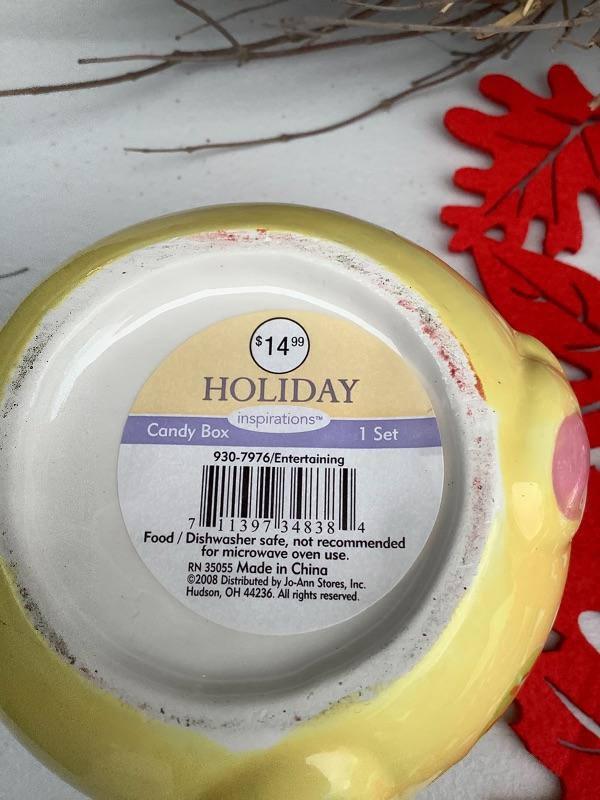 $14.99
HOLIDAY
inspirations™
Candy Box 1 Set
930-7976/Entertaining
7 11397 34838 4
Food / Dishwasher safe, not recommended
for microwave oven use.
RN 35055 Made in China
©2008 Distributed by Jo-Ann Stores, Inc.
Hudson, OH 44236. All rights reserved.